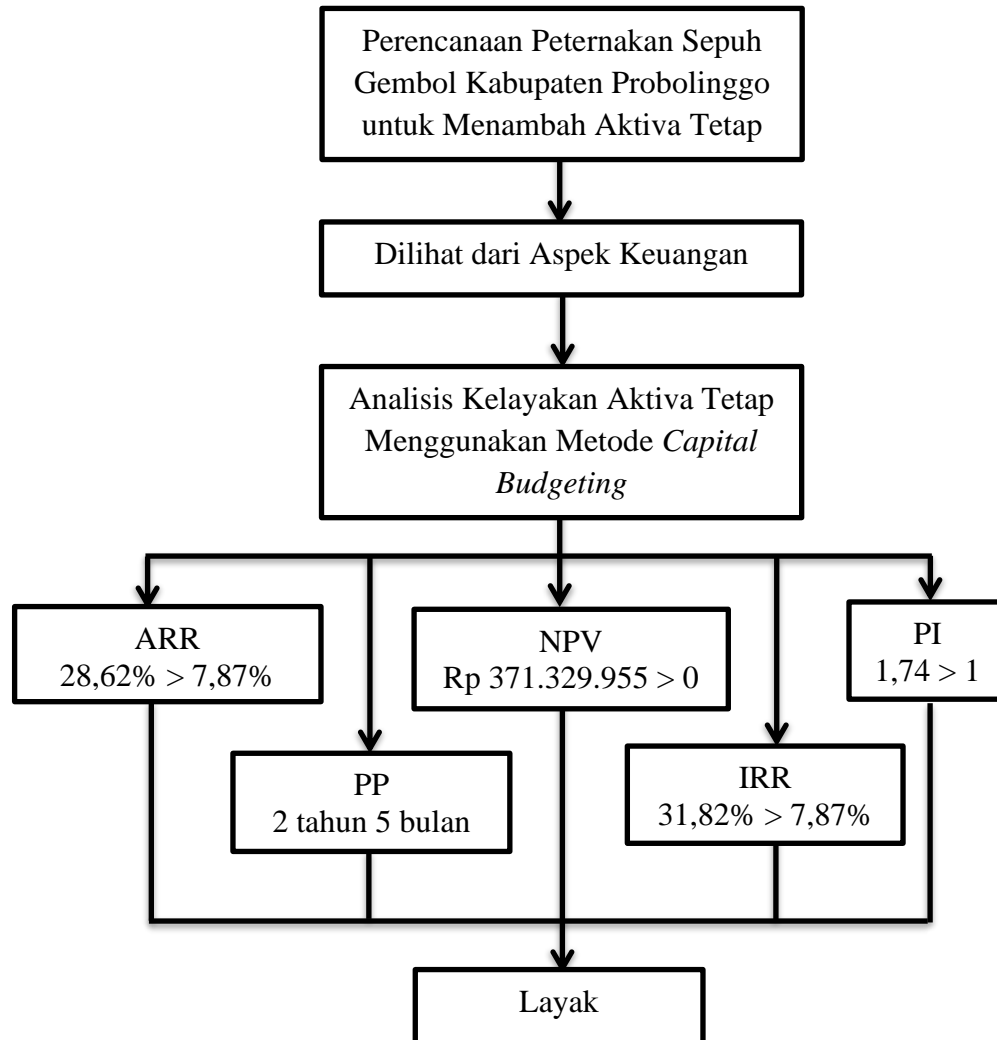 Perencanaan Peternakan Sepuh
Gembol Kabupaten Probolinggo
untuk Menambah Aktiva Tetap
Dilihat dari Aspek Keuangan
Analisis Kelayakan Aktiva Tetap
Menggunakan Metode Capital
Budgeting
ARR
28,62% > 7,87%
NPV
Rp 371.329.955 > 0
PI
1,74 > 1
PP
2 tahun 5 bulan
IRR
31,82% > 7,87%
Layak